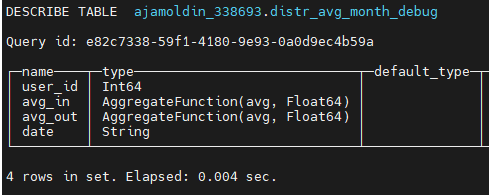 DESCRIBE TABLE ajamoldin_338693.distr_avg_month_debug
Query id: e82c7338-59f1-4180-9e93-0a0d9ec4b59a
name type default_type
user_id Int64
avg_in AggregateFunction(avg, Float64)
avg_out AggregateFunction(avg, Float64)
date String
4 rows in set. Elapsed: 0.004 sec.